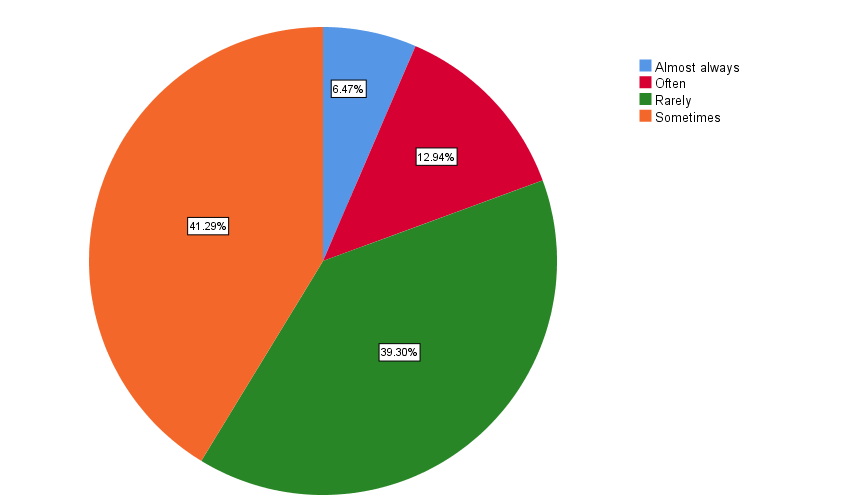 6.47%
12.94%
41.29%
39.30%
Almost always
Often
Rarely
Sometimes